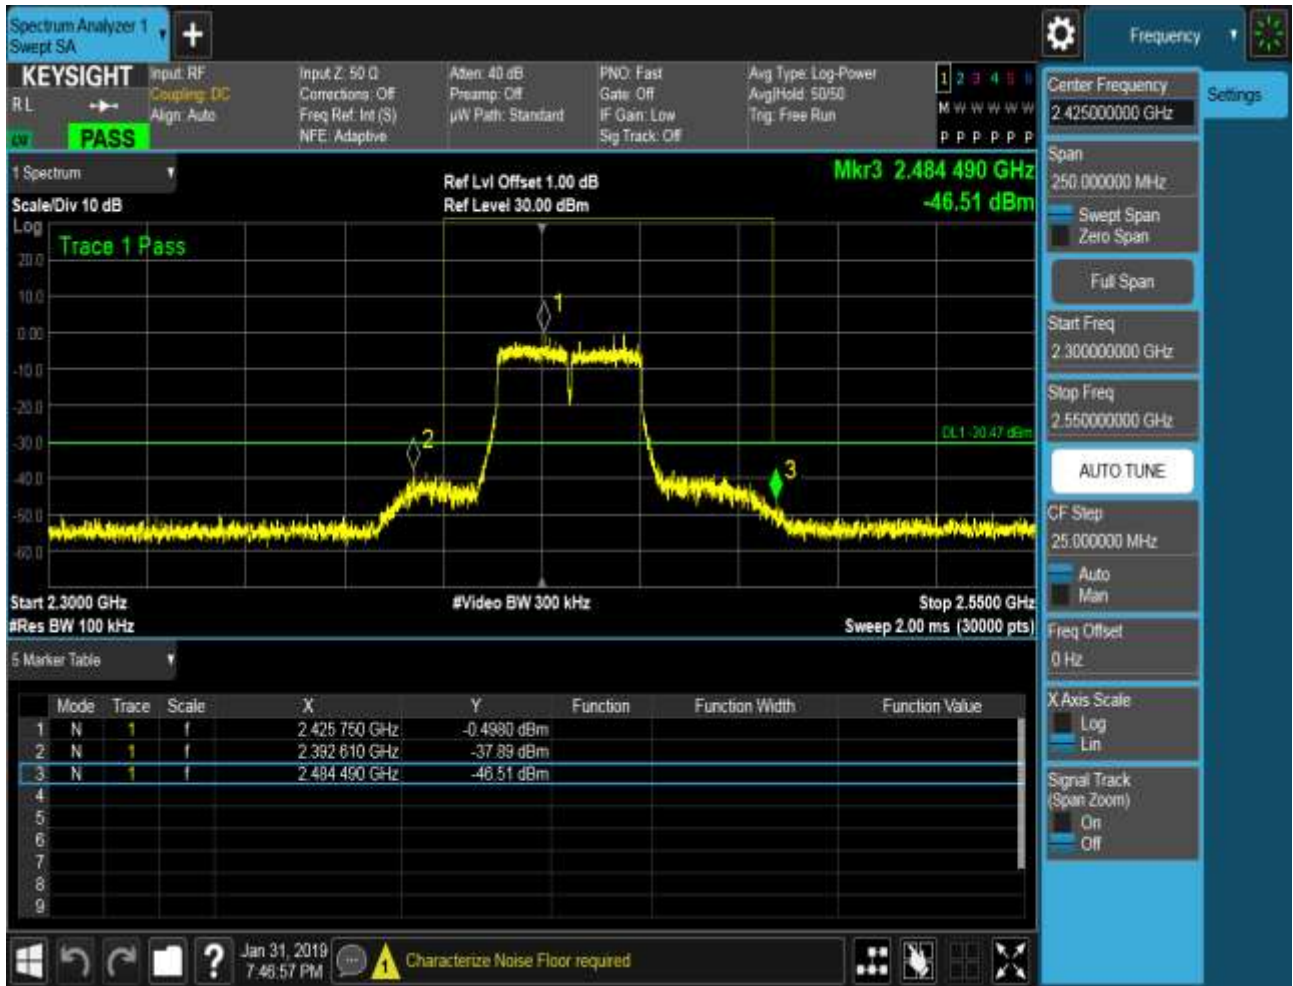 Spectrum Analyzer 1
Swept SA
Frequency
KEYSIGHT
R L
PASS
Input: RF
Coupling: DC
Align: Auto
Input Z: 50 Ω
Corrections: Off
Freq Ref: Int (S)
NFE: Adaptive
Atten: 40 dB
Preamp: Off
µW Path: Standard
PNO: Fast
Gate: Off
IF Gain: Low
Sig Track: Off
Avg Type: Log-Power
Avg|Hold: 50/50
Trig: Free Run
1 2 3 4 5 6
M W W W W W
P P P P P P
1 Spectrum
Scale/Div 10 dB
Ref Lvl Offset 1.00 dB
Ref Level 30.00 dBm
Mkr3 2.484 490 GHz
-46.51 dBm
Log
Trace 1 Pass
20.0
10.0
0.00
-10.0
-20.0
-30.0
-40.0
-50.0
-60.0
1
2
3
DL1 -30.47 dBm
Start 2.3000 GHz
#Res BW 100 kHz
#Video BW 300 kHz
Stop 2.5500 GHz
Sweep 2.00 ms (30000 pts)
5 Marker Table
Mode Trace Scale X Y Function Function Width Function Value
1 N 1 f 2.425 750 GHz -0.4980 dBm
2 N 1 f 2.392 610 GHz -37.89 dBm
3 N 1 f 2.484 490 GHz -46.51 dBm
4
5
6
7
8
9
Jan 31, 2019
7:46:57 PM
1
Characterize Noise Floor required
Center Frequency
2.425000000 GHz
Settings
Span
250.000000 MHz
Swept Span
Zero Span
Full Span
Start Freq
2.300000000 GHz
Stop Freq
2.550000000 GHz
AUTO TUNE
CF Step
25.000000 MHz
Auto
Man
Freq Offset
0 Hz
X Axis Scale
Log
Lin
Signal Track
(Span Zoom)
On
Off